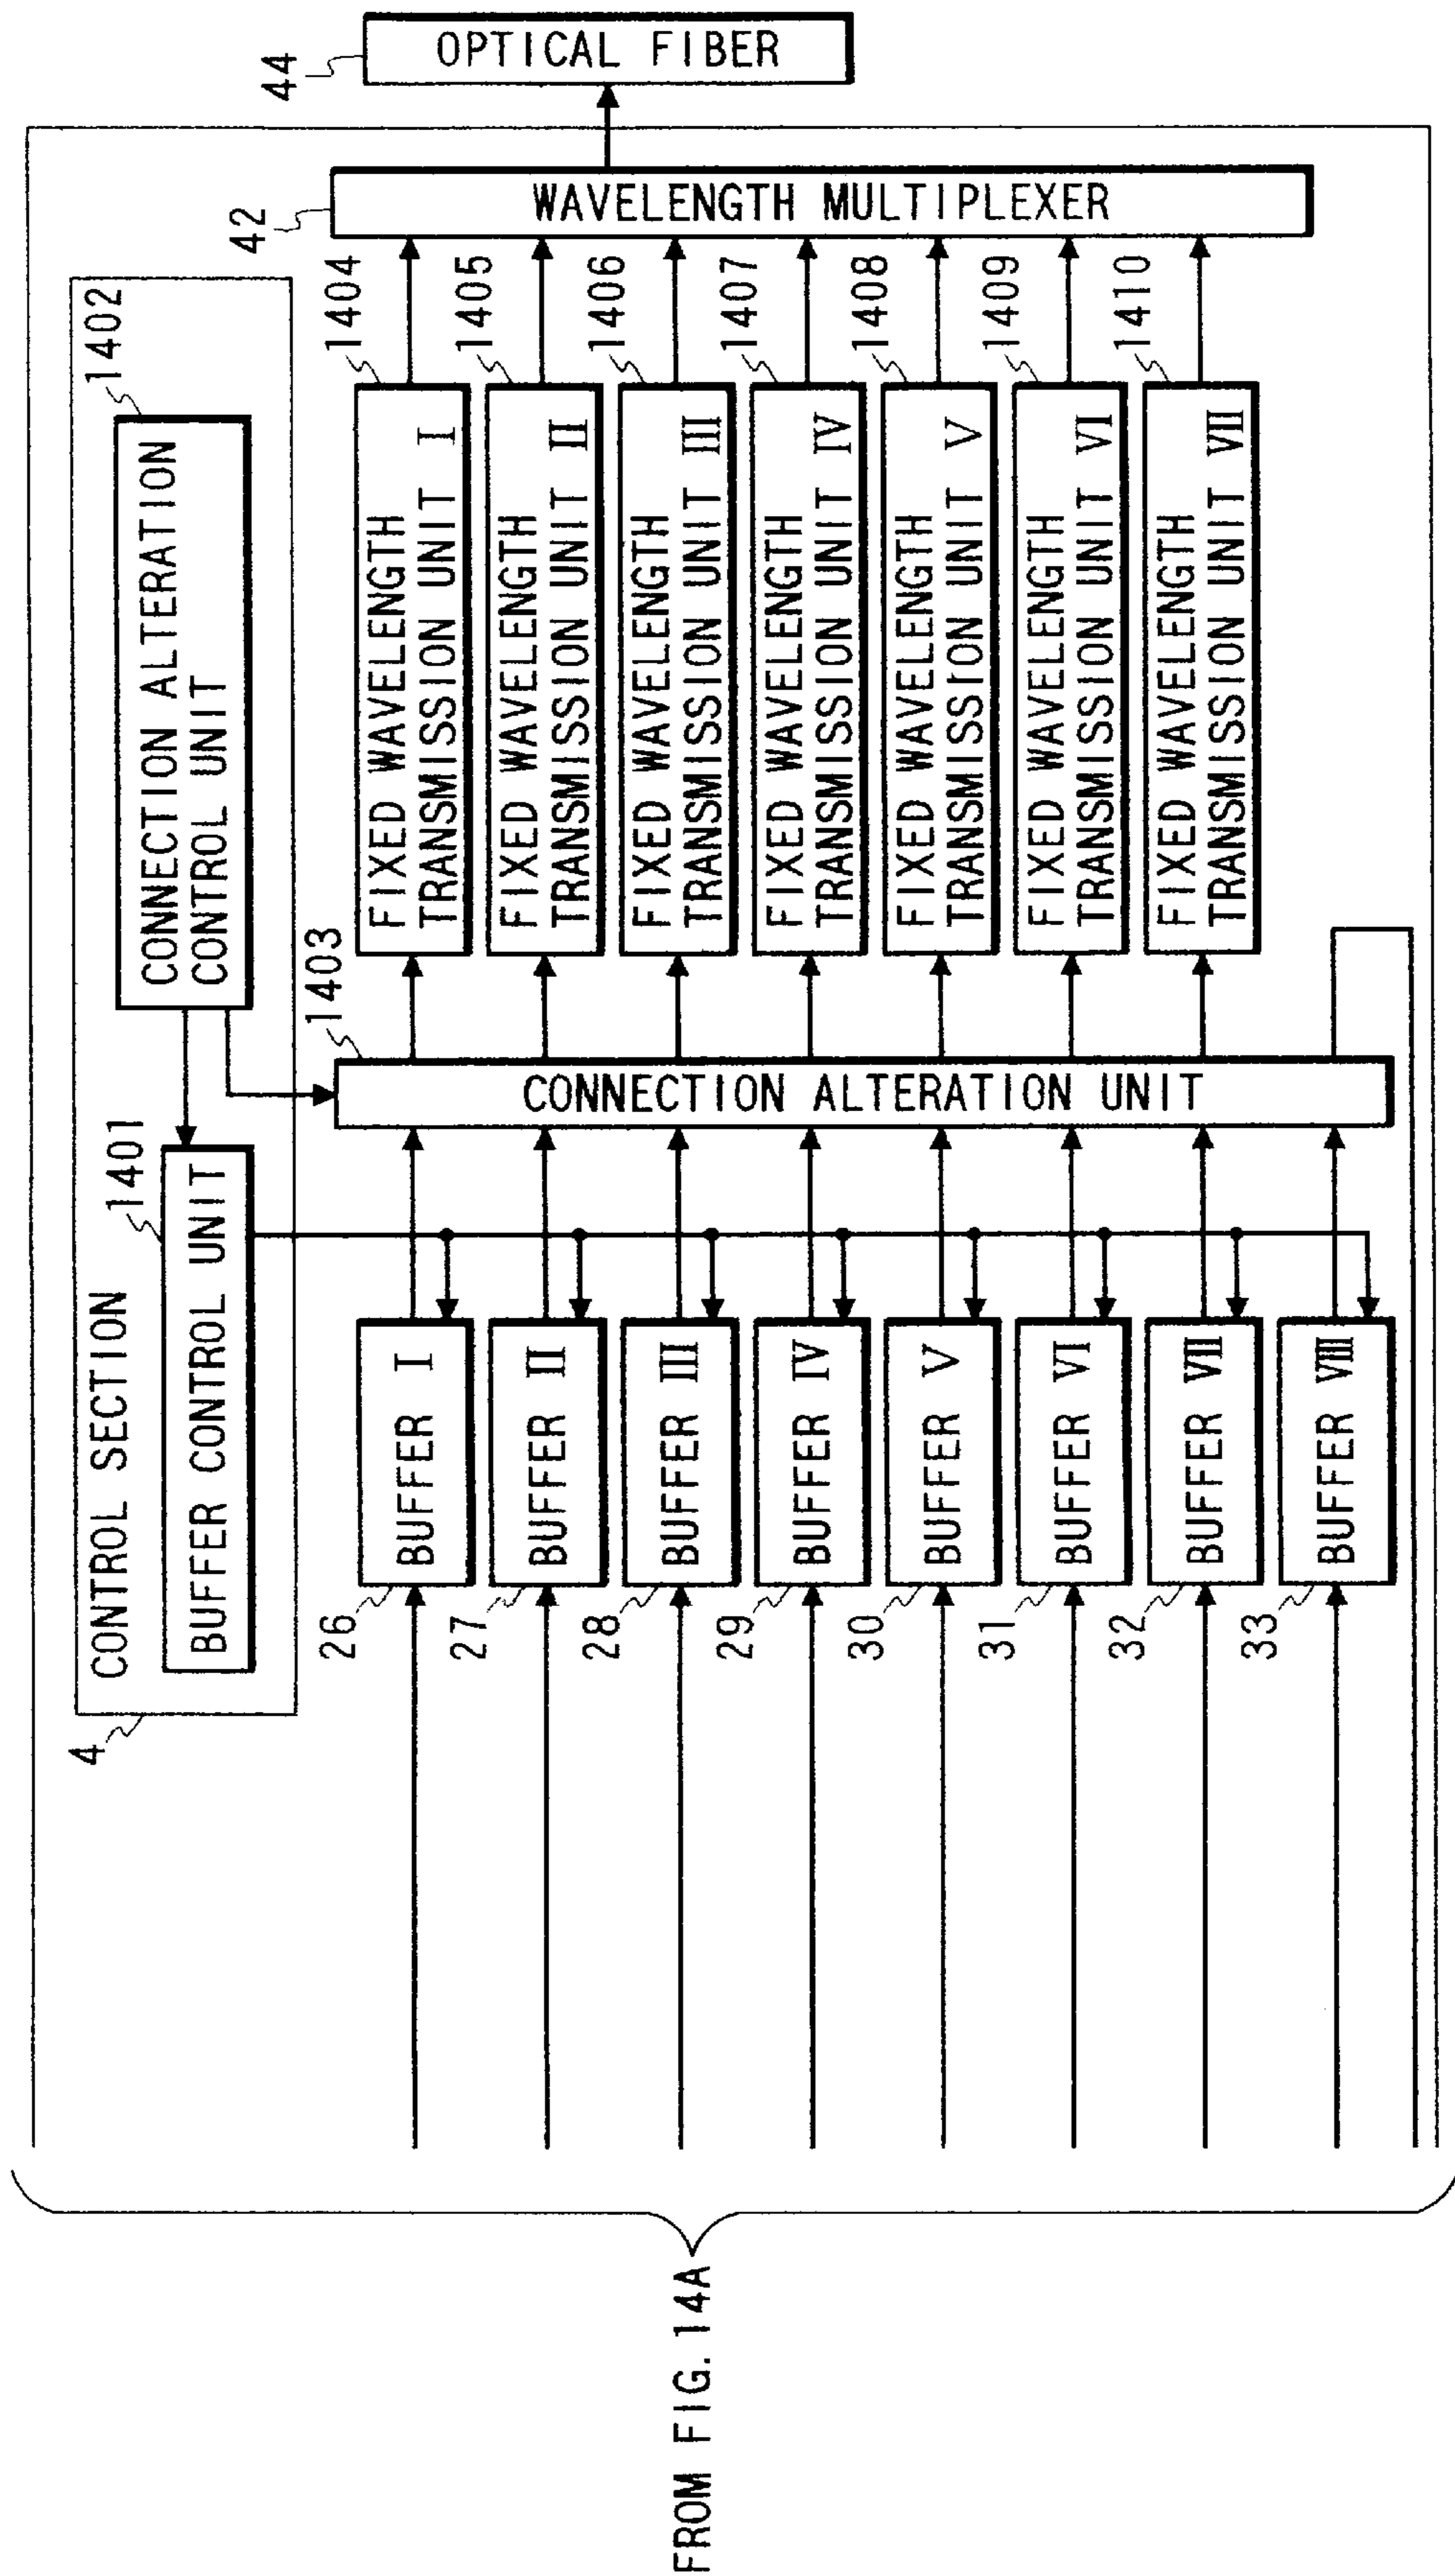 FROM FIG. 14A
4
CONTROL SECTION
1401
BUFFER CONTROL UNIT
1402
CONNECTION ALTERATION
CONTROL UNIT
26
BUFFER I
27
BUFFER II
28
BUFFER III
29
BUFFER IV
30
BUFFER V
31
BUFFER VI
32
BUFFER VII
33
BUFFER VIII
1403
CONNECTION ALTERATION UNIT
1404
FIXED WAVELENGTH
TRANSMISSION UNIT I
1405
FIXED WAVELENGTH
TRANSMISSION UNIT II
1406
FIXED WAVELENGTH
TRANSMISSION UNIT III
1407
FIXED WAVELENGTH
TRANSMISSION UNIT IV
1408
FIXED WAVELENGTH
TRANSMISSION UNIT V
1409
FIXED WAVELENGTH
TRANSMISSION UNIT VI
1410
FIXED WAVELENGTH
TRANSMISSION UNIT VII
42
WAVELENGTH MULTIPLEXER
44
OPTICAL FIBER